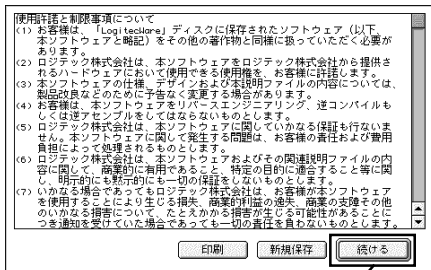 使用許諾と制限事項について
(1) お客様は、「LogitecWare」ディスクに保存されたソフトウェア（以下、
本ソフトウェアと略記）をその他の著作物と同様に扱っていただく必要が
あります。
(2) ロジテック株式会社は、本ソフトウェアをロジテック株式会社から提供さ
れるハードウェアにおいて使用できる使用権を、お客様に許諾します。
(3) 本ソフトウェアの仕様、デザインおよび本説明ファイルの内容については、
製品改良などのために予告なく変更する場合があります。
(4) お客様は、本ソフトウェアをリバースエンジニアリング、逆コンパイルも
しくは逆アセンブルをしてはならないものとします。
(5) ロジテック株式会社は、本ソフトウェアに関していかなる保証も行ないま
せん。本ソフトウェアに関して発生する問題は、お客様の責任および費用
負担によって処理されるものとします。
(6) ロジテック株式会社は、本ソフトウェアおよびその関連説明ファイルの内
容に関して、商業的に有用であること、特定の目的に適合すること等に関
し、明示的にも黙示的にも一切の保証をしないものとします。
(7) いかなる場合であってもロジテック株式会社は、お客様が本ソフトウェア
を使用することにより生じる損失、商業的利益の逸失、商業の支障その他
のいかなる損害について、たとえかかる損害が生じる可能性があることに
つき通知を受けていた場合であっても一切の責任を負わないものとします。
印刷 新規保存 続ける